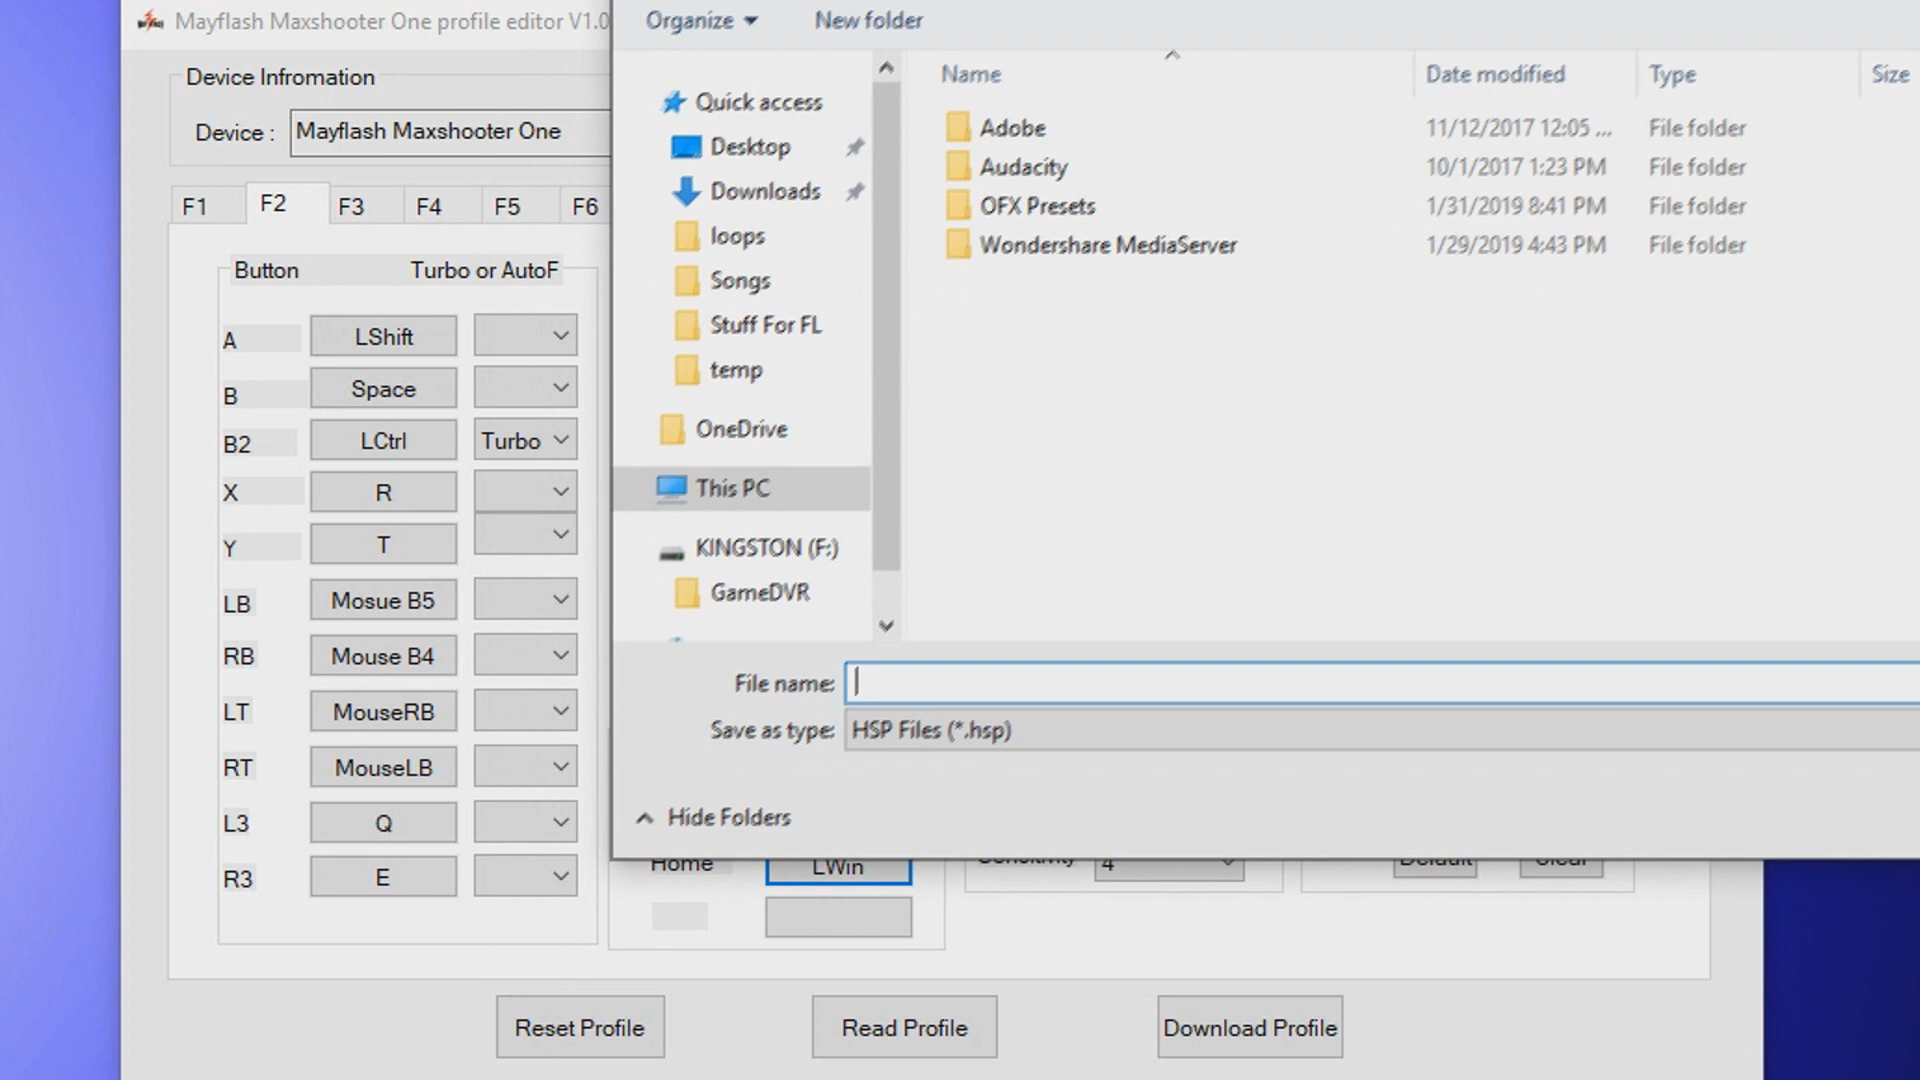 Mayflash Maxshooter One profile editor V1.0
Device Infromation
Device :
Mayflash Maxshooter One
F1
F2
F3
F4
F5
F6
Button
Turbo or AutoF
A
LShift
B
Space
B2
LCtrl
Turbo
X
R
Y
T
LB
Mosue B5
RB
Mouse B4
LT
MouseRB
RT
MouseLB
L3
Q
R3
E
Organize
New folder
Quick access
Desktop
Downloads
loops
Songs
Stuff For FL
temp
OneDrive
This PC
KINGSTON (F:)
GameDVR
Name
Date modified
Type
Size
Adobe
11/12/2017 12:05 ...
File folder
Audacity
10/1/2017 1:23 PM
File folder
OFX Presets
1/31/2019 8:41 PM
File folder
Wondershare MediaServer
1/29/2019 4:43 PM
File folder
File name:
Save as type:
HSP Files (*.hsp)
Hide Folders
Home
LWin
Sensitivity
4
Default
Clear
Reset Profile
Read Profile
Download Profile